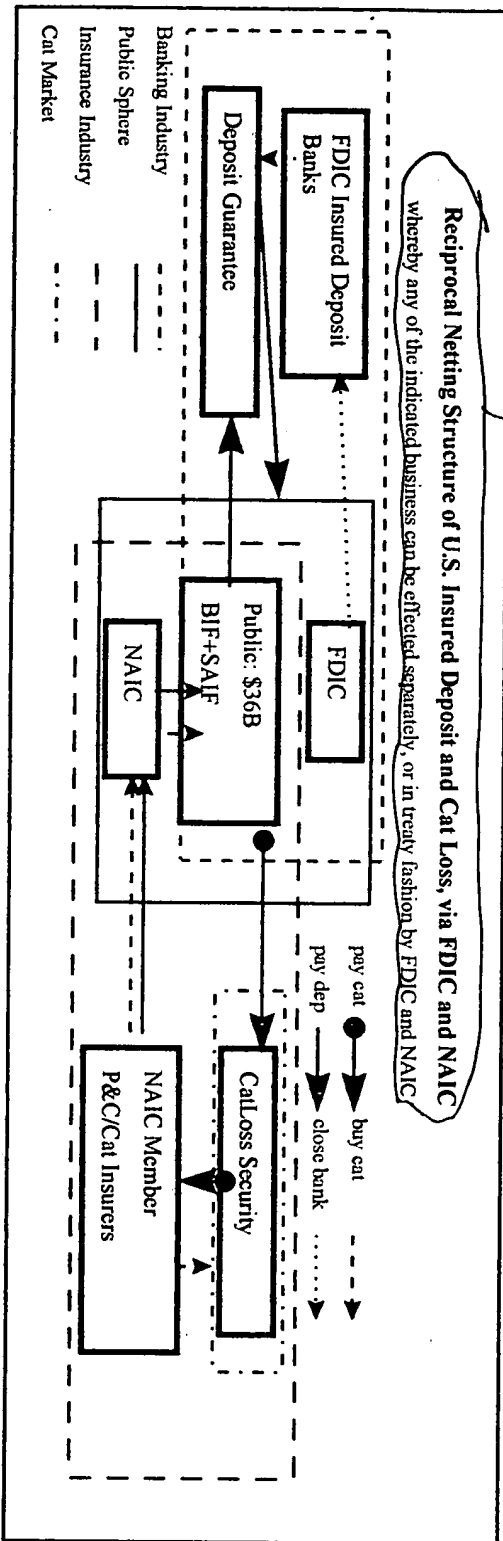 Reciprocal Netting Structure of U.S. Insured Deposit and Cat Loss, via FDIC and NAIC
whereby any of the indicated business can be effected separately, or in treaty fashion by FDIC and NAIC
FDIC Insured Deposit
Banks
Deposit Guarantee
FDIC
Public: $36B
BIF+SAIF
NAIC
pay cat
buy cat
pay dep
close bank
CatLoss Security
NAIC Member
P&C/Cat Insurers
Banking Industry
Public Sphere
Insurance Industry
Cat Market